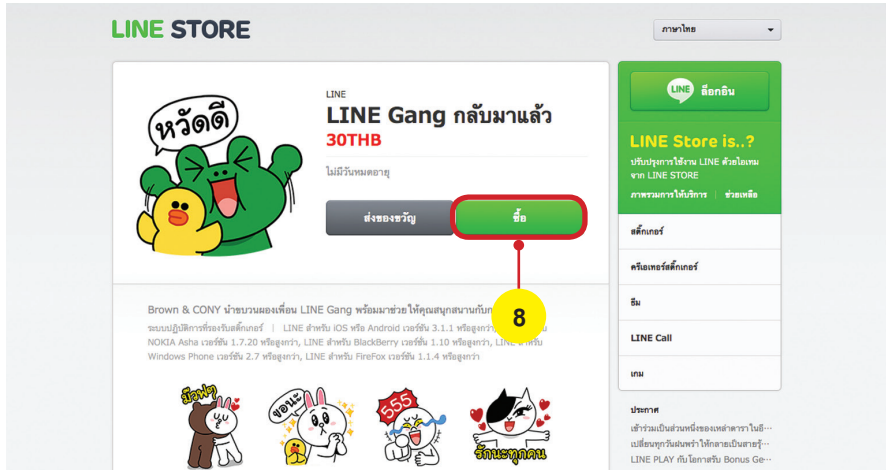 LINE STORE
ภาษาไทย
หวัดดี
LINE
LINE Gang กลับมาแล้ว
30THB
ไม่มีวันหมดอายุ
ส่งของขวัญ
ซื้อ
8
Brown & CONY นำขบวนผองเพื่อน LINE Gang พร้อมมาช่วยให้คุณสนุกสนานกับก
ระบบปฏิบัติการที่รองรับสติ๊กเกอร์ | LINE สำหรับ iOS หรือ Android เวอร์ชั่น 3.1.1 หรือสูงกว่า,
NOKIA Asha เวอร์ชั่น 1.7.20 หรือสูงกว่า, LINE สำหรับ BlackBerry เวอร์ชั่น 1.10 หรือสูงกว่า, LINE สำหรับ
Windows Phone เวอร์ชั่น 2.7 หรือสูงกว่า, LINE สำหรับ FireFox เวอร์ชั่น 1.1.4 หรือสูงกว่า
มัวฟๆ
ขอนะ
555
รักนะทุกคน
LINE ล็อกอิน
LINE Store is..?
ปรับปรุงการใช้งาน LINE ด้วยไอเทม
จาก LINE STORE
ภาพรวมการให้บริการ | ช่วยเหลือ
สติ๊กเกอร์
ครีเอเทอร์สติ๊กเกอร์
ธีม
LINE Call
เกม
ประกาศ
เข้าร่วมเป็นส่วนหนึ่งของเหล่าดาราในอี…
เปลี่ยนทุกวันฝนพรำให้กลายเป็นสายรุ้…
LINE PLAY กับโอกาสรับ Bonus Ge…